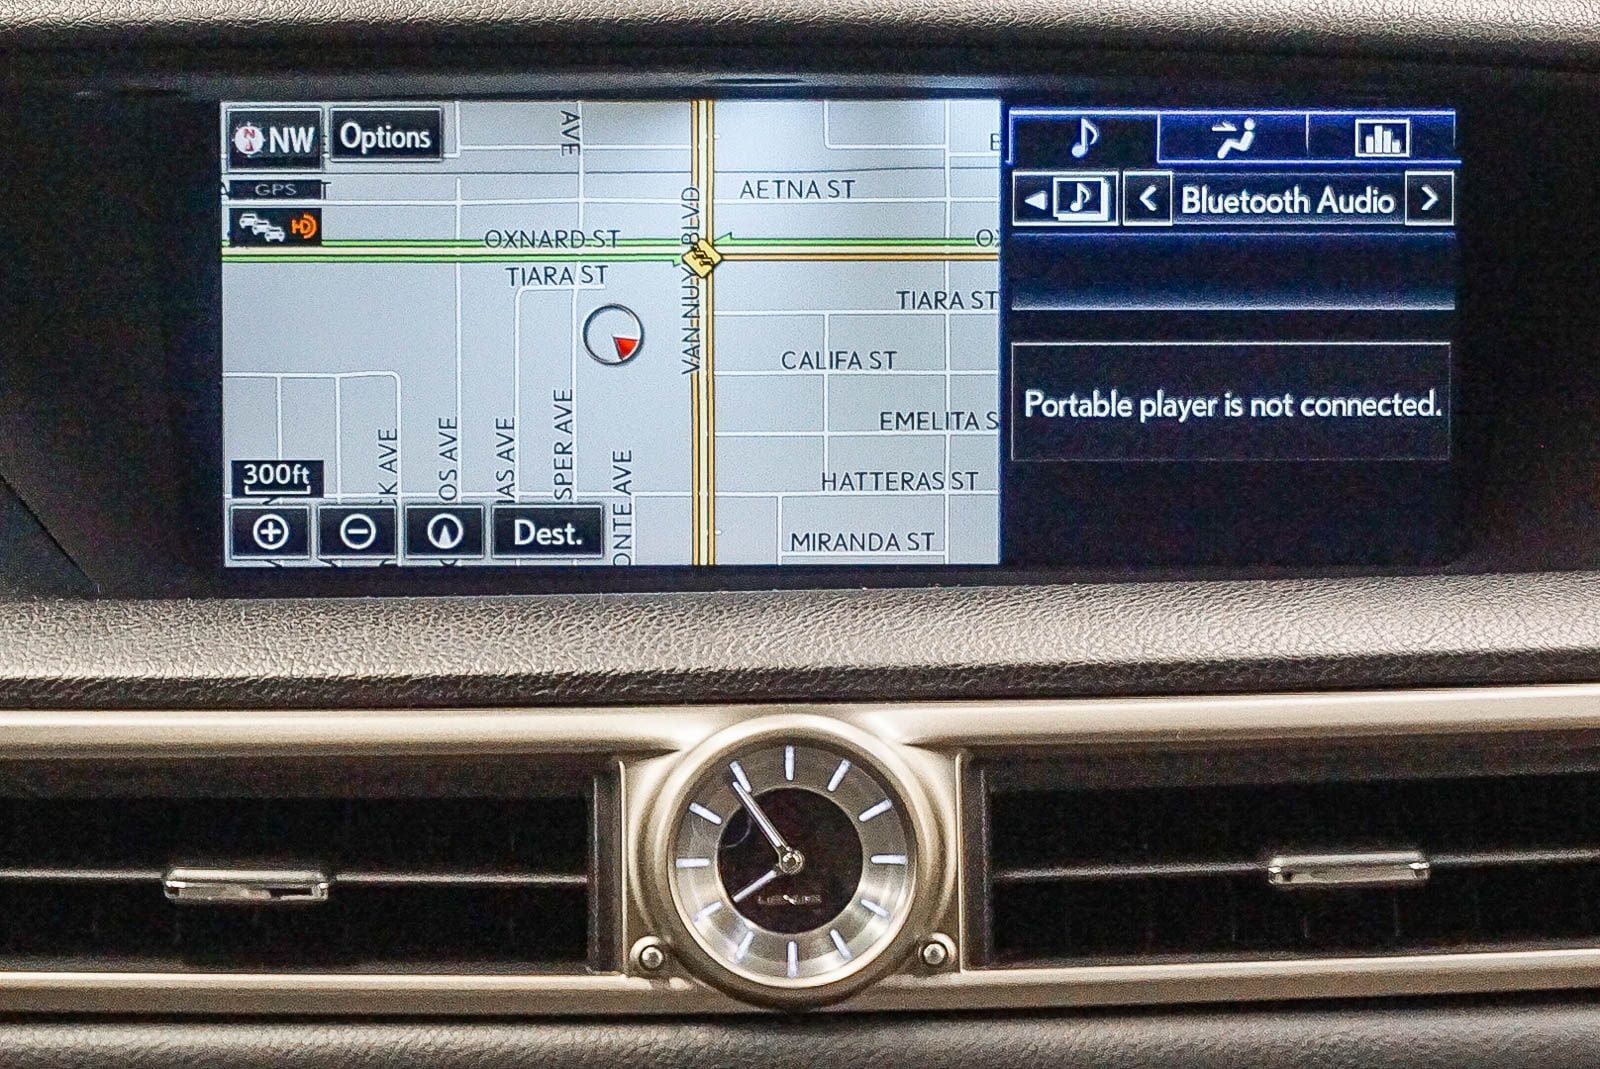 N NW
Options
AVE
GPS
AETNA ST
Bluetooth Audio
HD
OXNARD ST
VAN NUYS BLVD
TIARA ST
TIARA ST
CALIFA ST
Portable player is not connected.
EMELITA S
HATTERAS ST
300ft
K AVE
OS AVE
AS AVE
SPER AVE
ONTE AVE
Dest.
MIRANDA ST
LEXUS